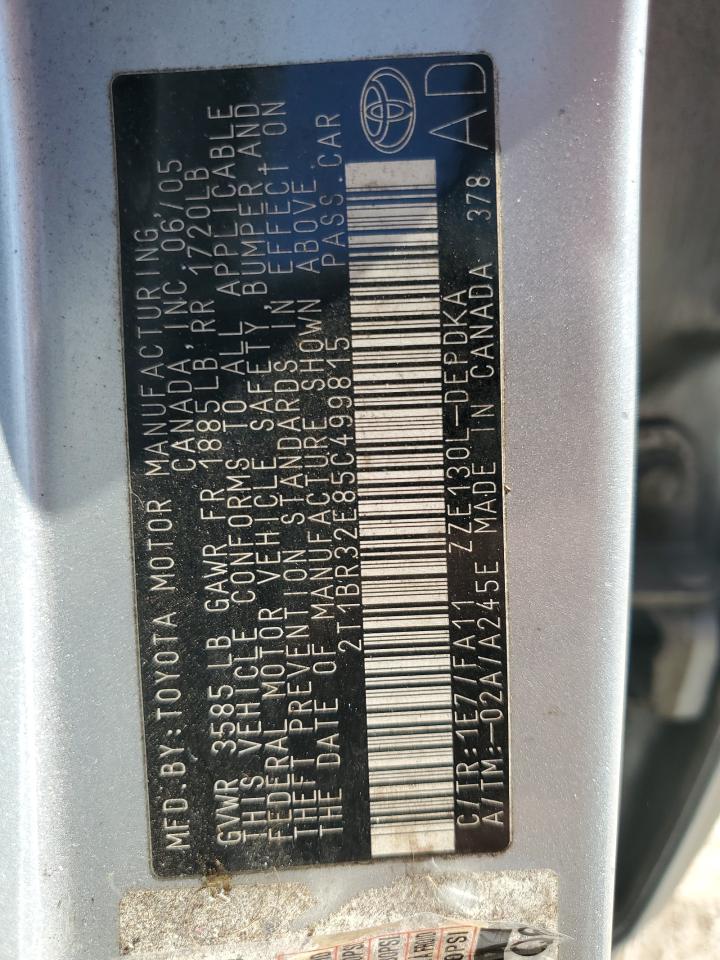 MFD. BY: TOYOTA MOTOR MANUFACTURING
CANADA, INC. 06/05
GVWR 3585 LB GAWR FR 1885LB, RR 1720LB
THIS VEHICLE CONFORMS TO ALL APPLICABLE
FEDERAL MOTOR VEHICLE SAFETY, BUMPER AND
THEFT PREVENTION STANDARDS IN EFFECT ON
THE DATE OF MANUFACTURE SHOWN ABOVE.
2T1BR32E85C499815 PASS. CAR
C/TR: 1E7/FA11 ZZE130L-DEPDKA
A/TM:-02A/A245E MADE IN CANADA 378
AD